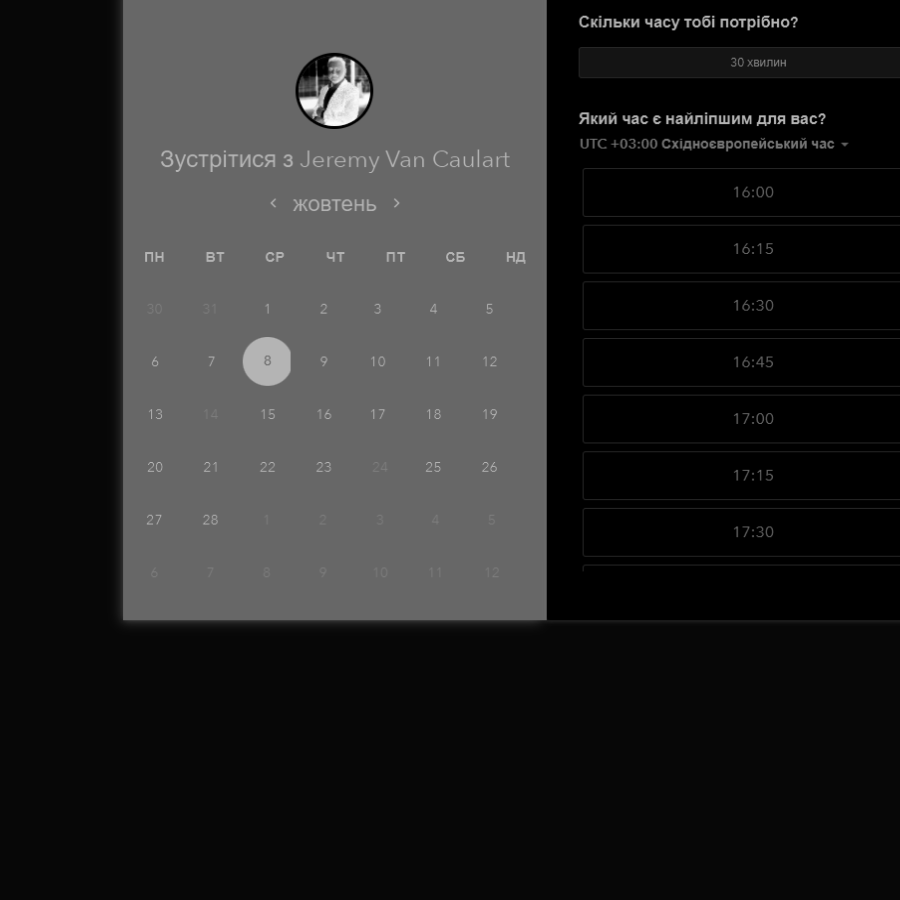 Зустрітися з Jeremy Van Caulart
жовтень
ПН ВТ СР ЧТ ПТ СБ НД
30 31 1 2 3 4 5
6 7 8 9 10 11 12
13 14 15 16 17 18 19
20 21 22 23 24 25 26
27 28 1 2 3 4 5
6 7 8 9 10 11 12
Скільки часу тобі потрібно?
30 хвилин
Який час є найліпшим для вас?
UTC +03:00 Східноєвропейський час
16:00
16:15
16:30
16:45
17:00
17:15
17:30